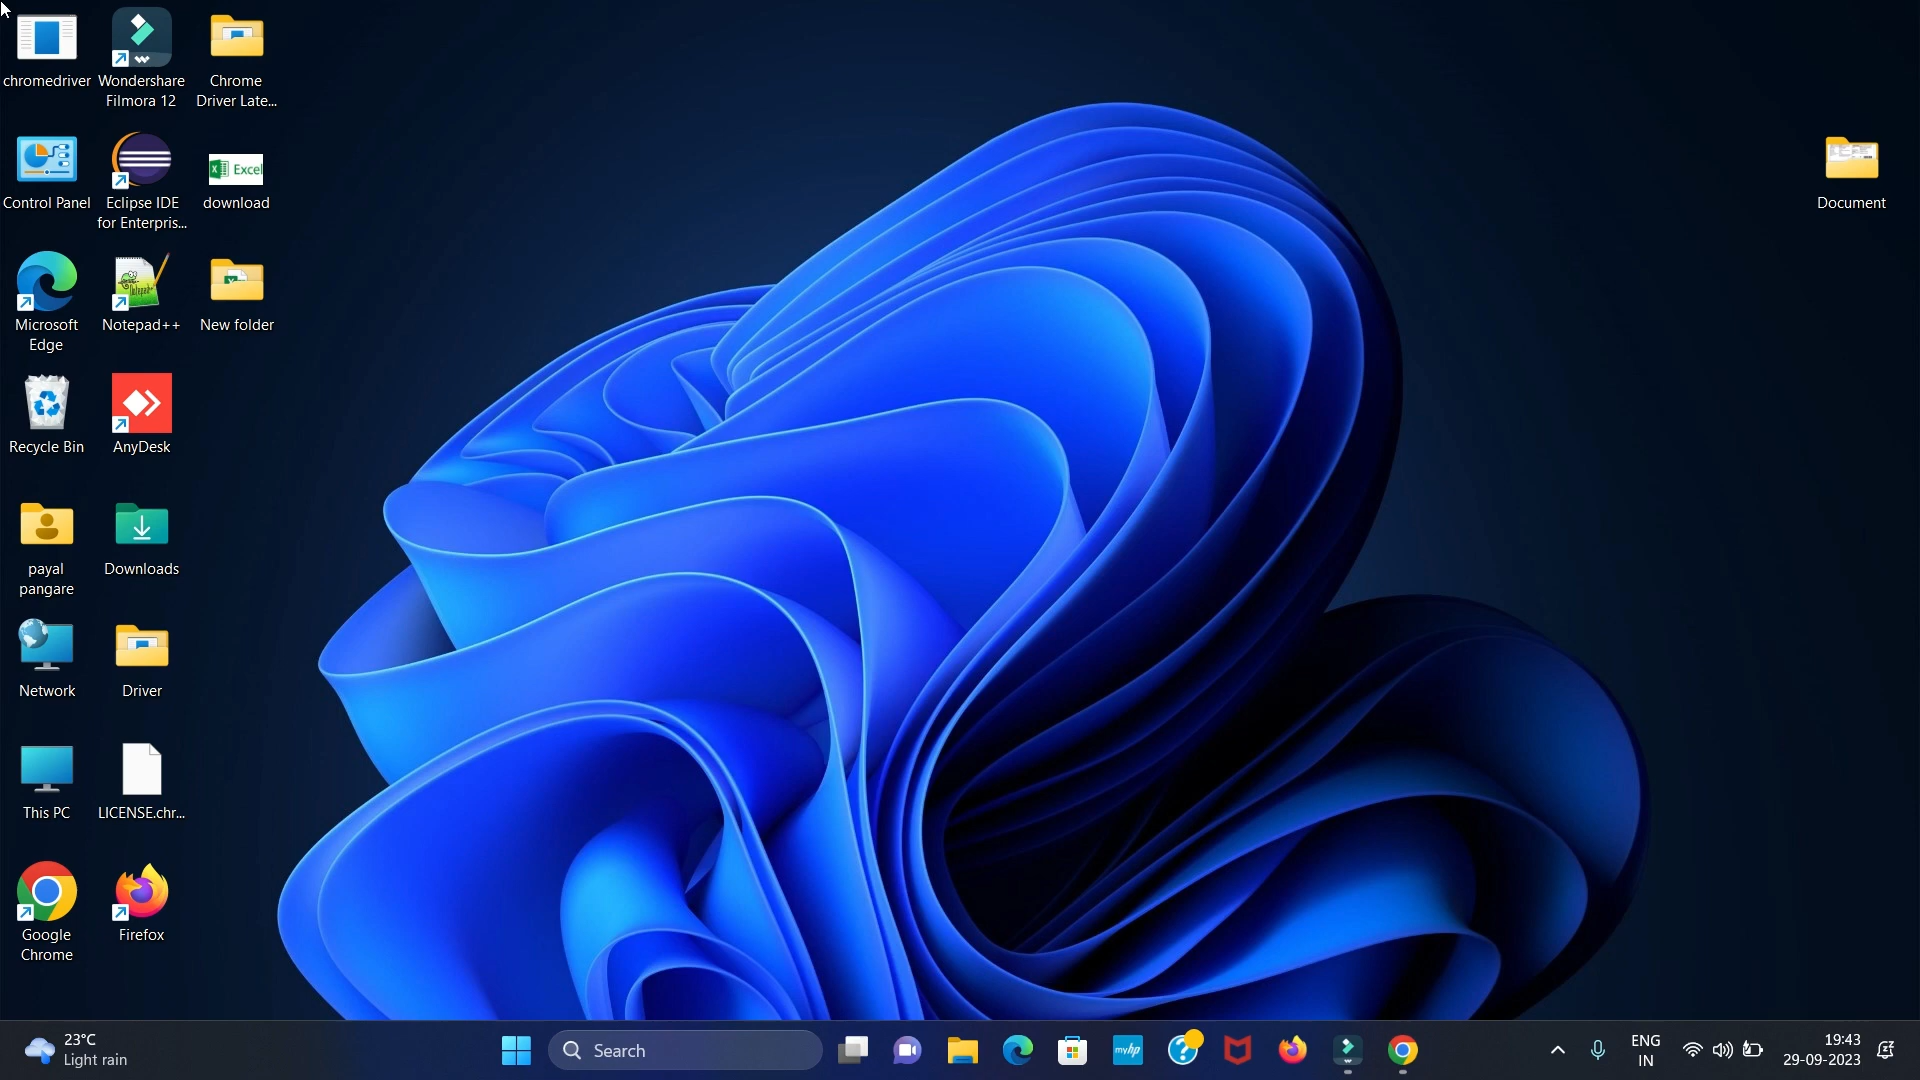 chromedriver
Wondershare
Filmora 12
Chrome
Driver Late...
Control Panel
Eclipse IDE
for Enterpris...
Excel
download
Document
Microsoft
Edge
Notepad++
New folder
Recycle Bin
AnyDesk
payal
pangare
Downloads
Network
Driver
This PC
LICENSE.chr...
Google
Chrome
Firefox
23°C
Light rain
Search
myhp
ENG
IN
19:43
29-09-2023